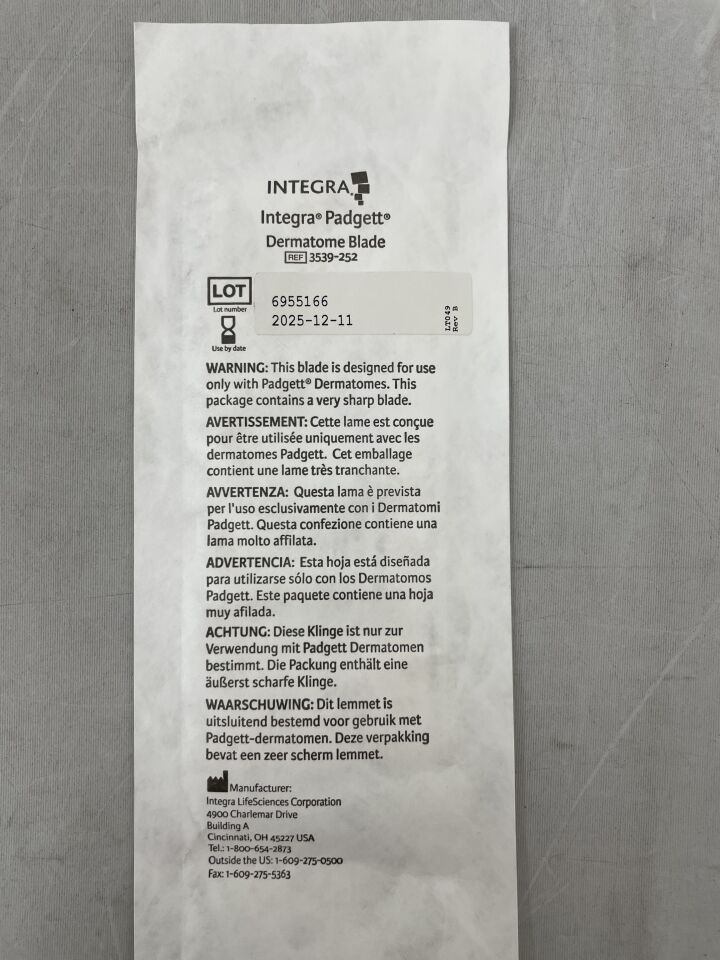 INTEGRA
Integra® Padgett®
Dermatome Blade
REF 3539-252
LOT
Lot number
6955166
2025-12-11
LT049
Rev B
Use by date
WARNING: This blade is designed for use
only with Padgett® Dermatomes. This
package contains a very sharp blade.
AVERTISSEMENT: Cette lame est conçue
pour être utilisée uniquement avec les
dermatomes Padgett. Cet emballage
contient une lame très tranchante.
AVVERTENZA: Questa lama è prevista
per l'uso esclusivamente con i Dermatomi
Padgett. Questa confezione contiene una
lama molto affilata.
ADVERTENCIA: Esta hoja está diseñada
para utilizarse sólo con los Dermatomos
Padgett. Este paquete contiene una hoja
muy afilada.
ACHTUNG: Diese Klinge ist nur zur
Verwendung mit Padgett Dermatomen
bestimmt. Die Packung enthält eine
äußerst scharfe Klinge.
WAARSCHUWING: Dit lemmet is
uitsluitend bestemd voor gebruik met
Padgett-dermatomen. Deze verpakking
bevat een zeer scherm lemmet.
Manufacturer:
Integra LifeSciences Corporation
4900 Charlemar Drive
Building A
Cincinnati, OH 45227 USA
Tel.: 1-800-654-2873
Outside the US: 1-609-275-0500
Fax: 1-609-275-5363